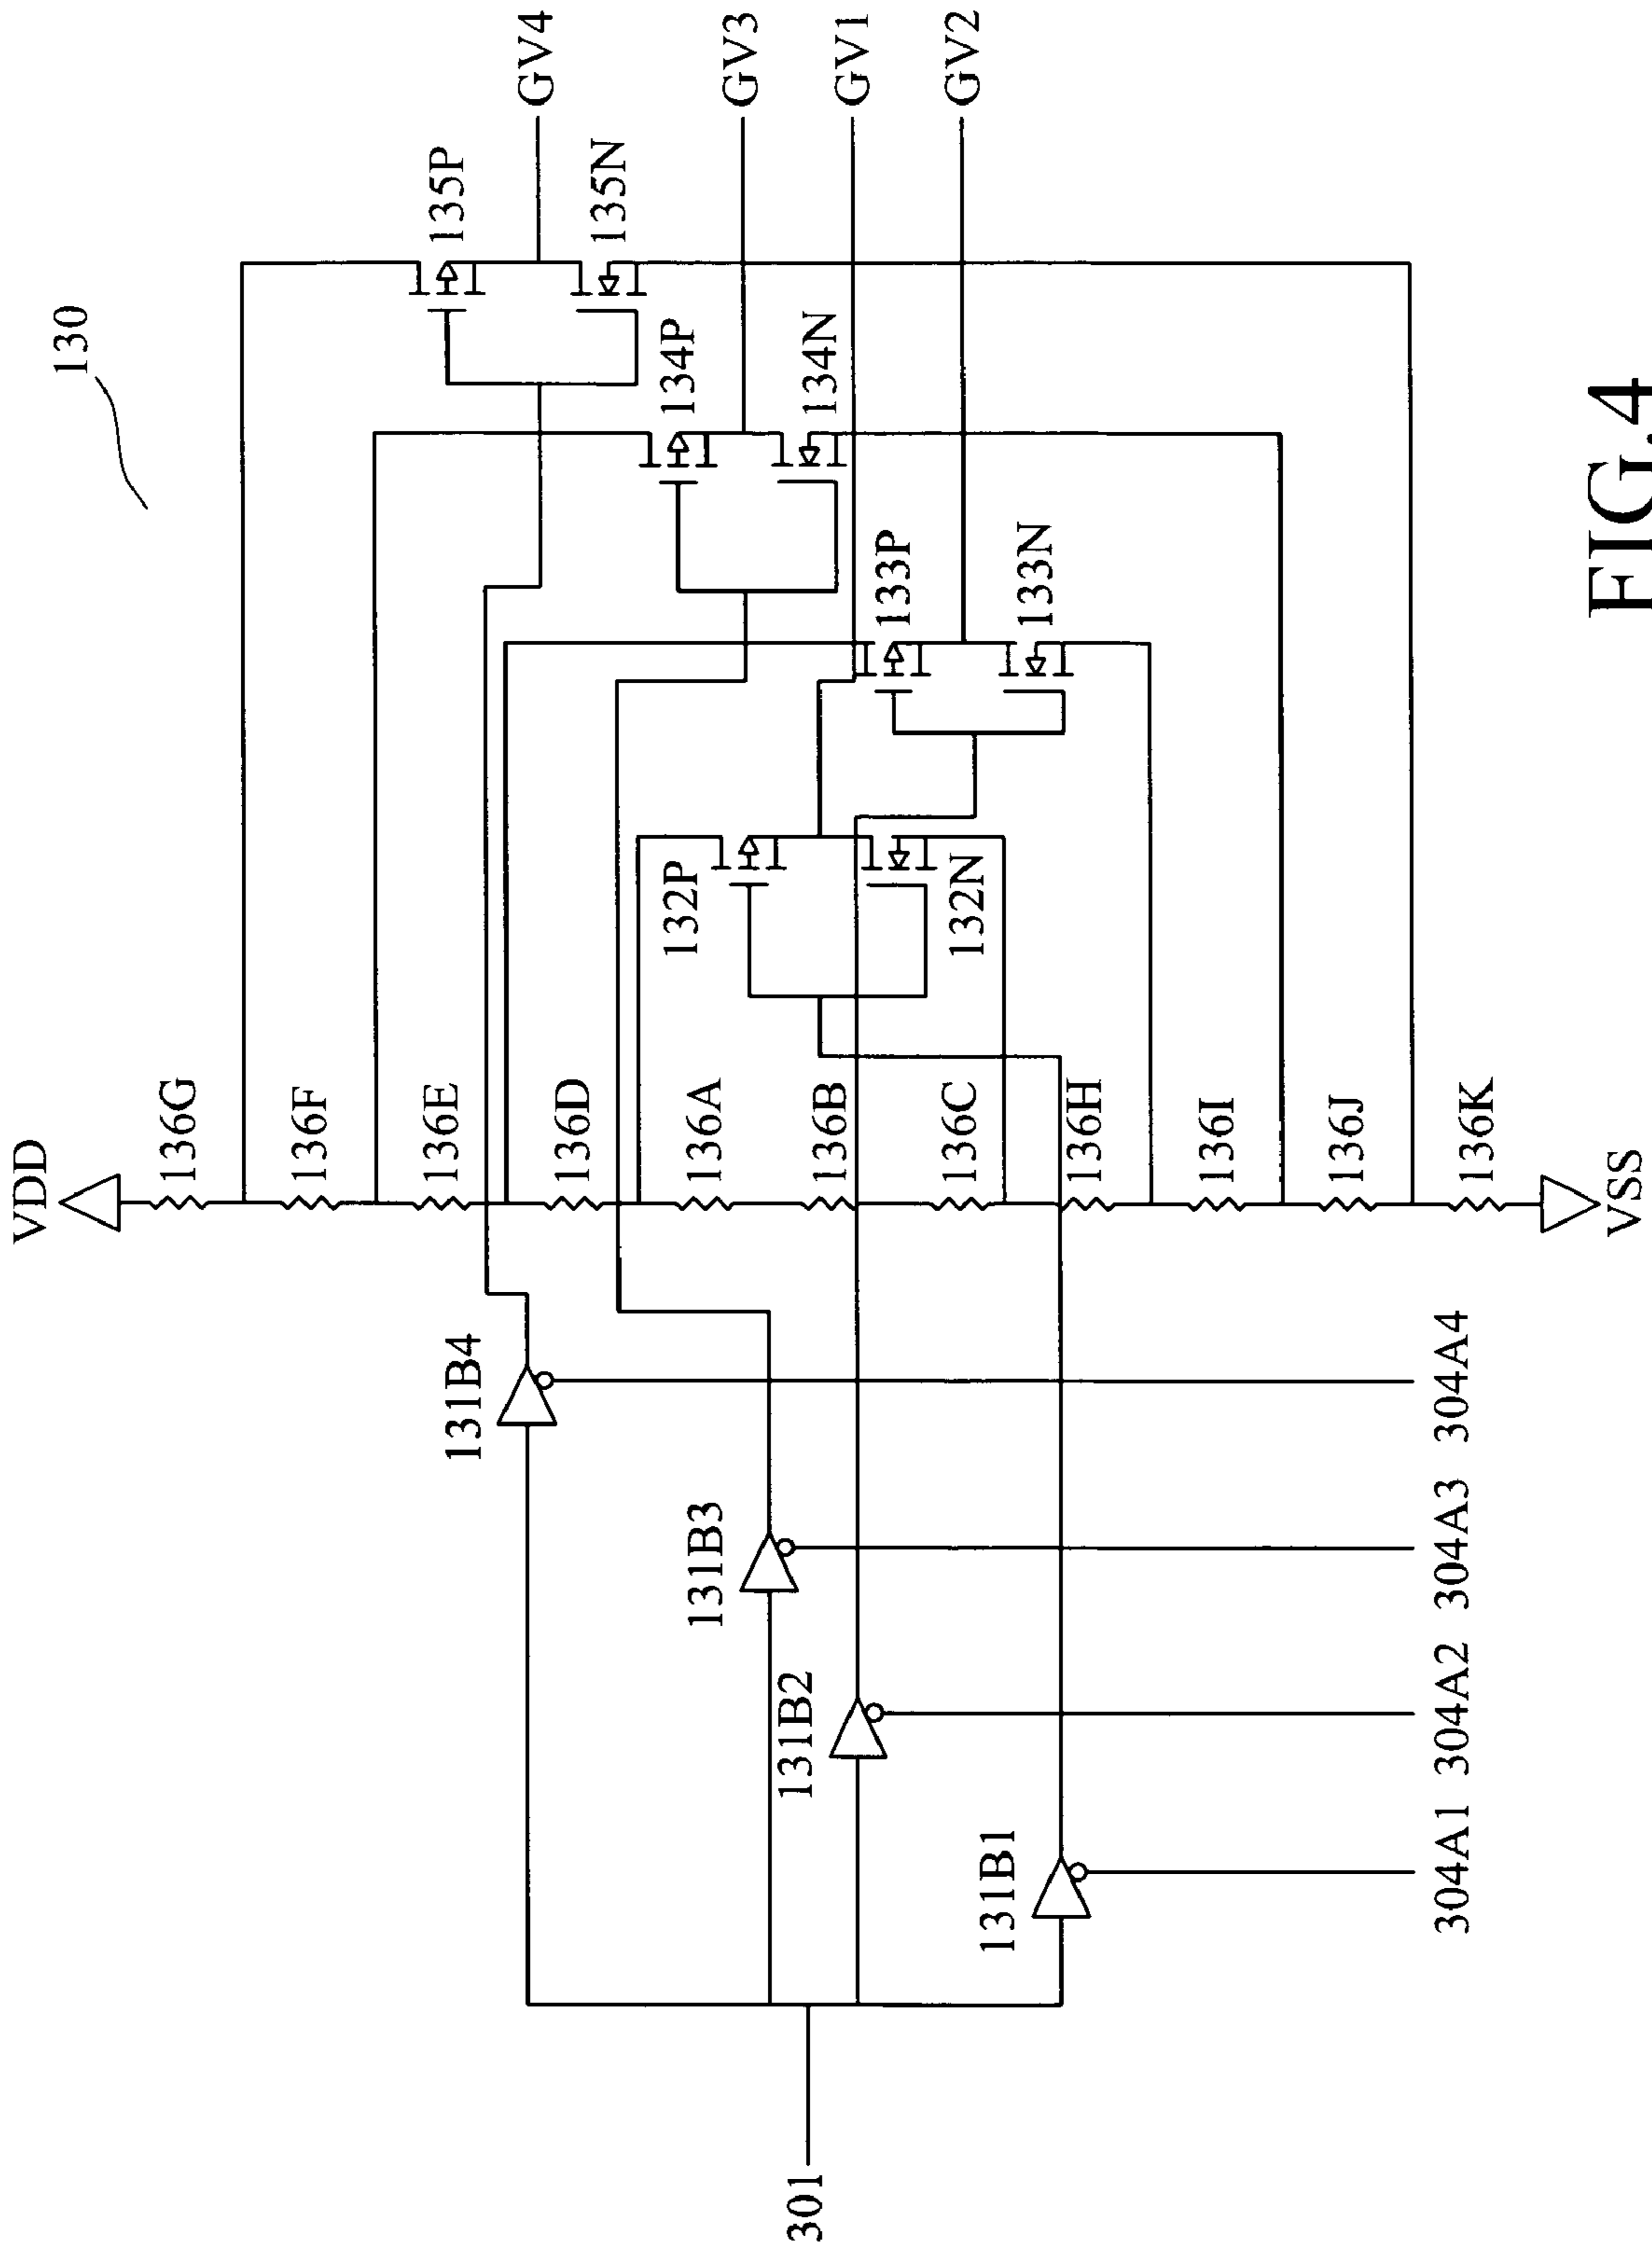 130
VDD
136G
136F
136E
136D
136A
136B
136C
136H
136I
136J
136K
VSS
135P
135N
134P
134N
133P
133N
132P
132N
GV4
GV3
GV1
GV2
131B4
131B3
131B2
131B1
301
304A1 304A2 304A3 304A4
FIG.4